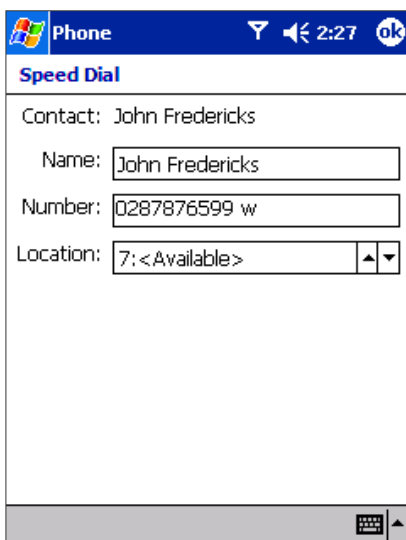 Phone 2:27 ok
Speed Dial
Contact: John Fredericks
Name: John Fredericks
Number: 0287876599 w
Location: 7:<Available>